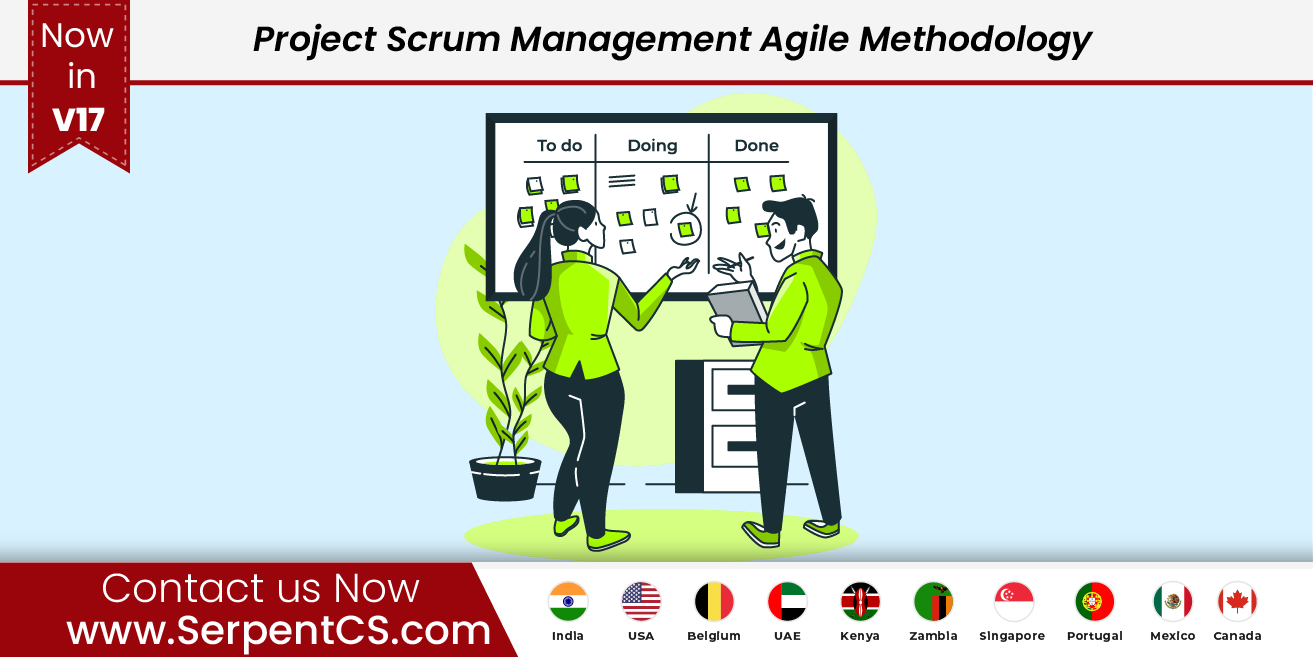 Now
in
V17
Project Scrum Management Agile Methodology
To do
Doing
Done
Contact us Now
www.SerpentCS.com
India
USA
Belgium
UAE
Kenya
Zambia
Singapore
Portugal
Mexico
Canada